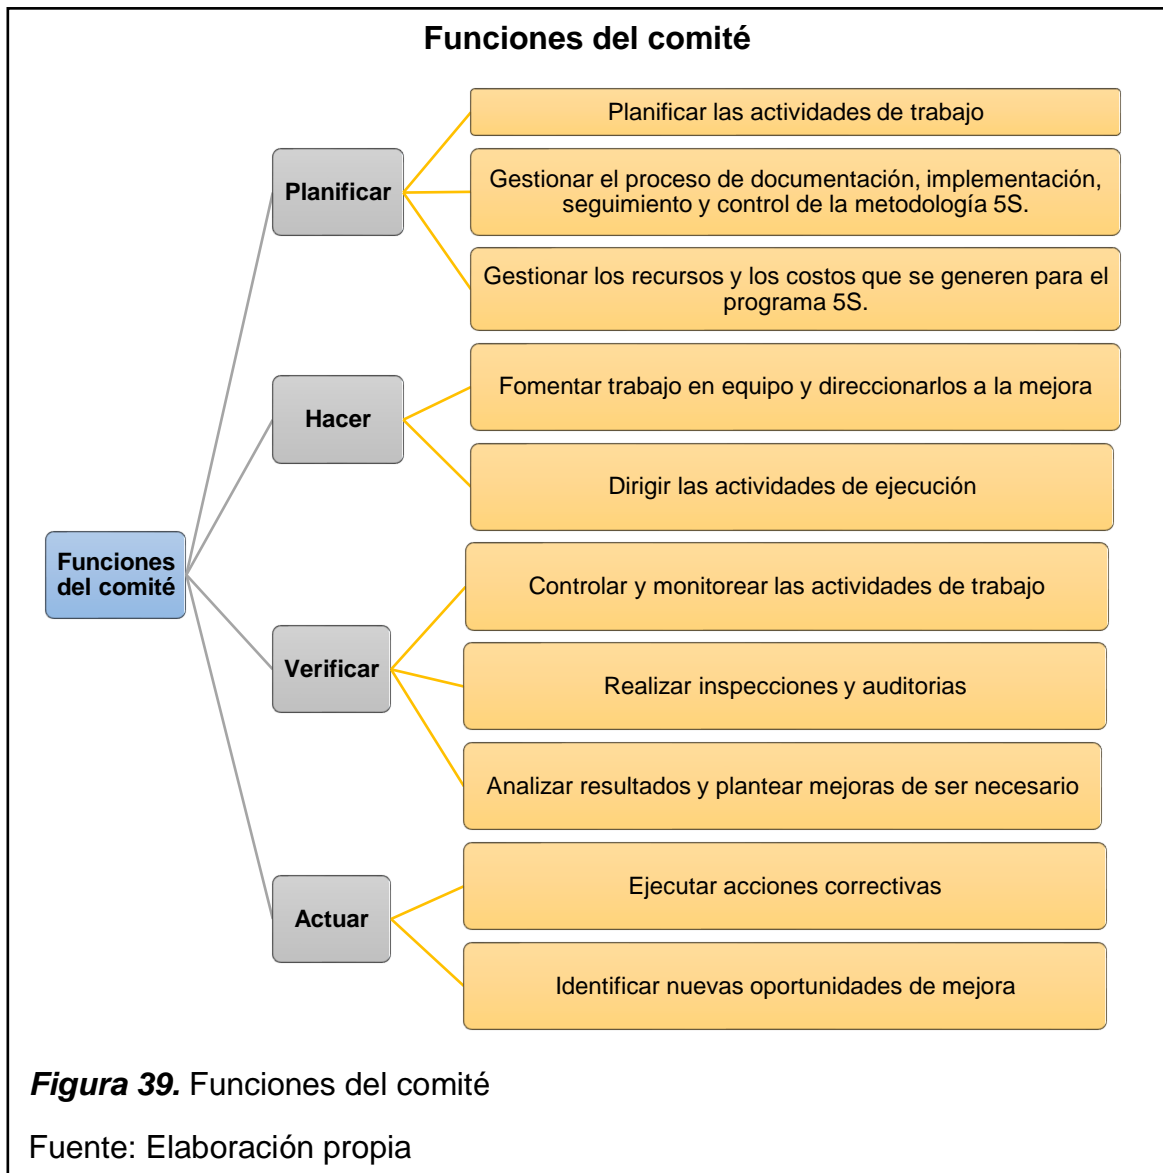 Funciones del comité
Planificar las actividades de trabajo
Planificar
Gestionar el proceso de documentación, implementación,
seguimiento y control de la metodología 5S.
Gestionar los recursos y los costos que se generen para el
programa 5S.
Fomentar trabajo en equipo y direccionarlos a la mejora
Hacer
Dirigir las actividades de ejecución
Funciones
del comité
Controlar y monitorear las actividades de trabajo
Verificar
Realizar inspecciones y auditorias
Analizar resultados y plantear mejoras de ser necesario
Ejecutar acciones correctivas
Actuar
Identificar nuevas oportunidades de mejora
Figura 39. Funciones del comité
Fuente: Elaboración propia